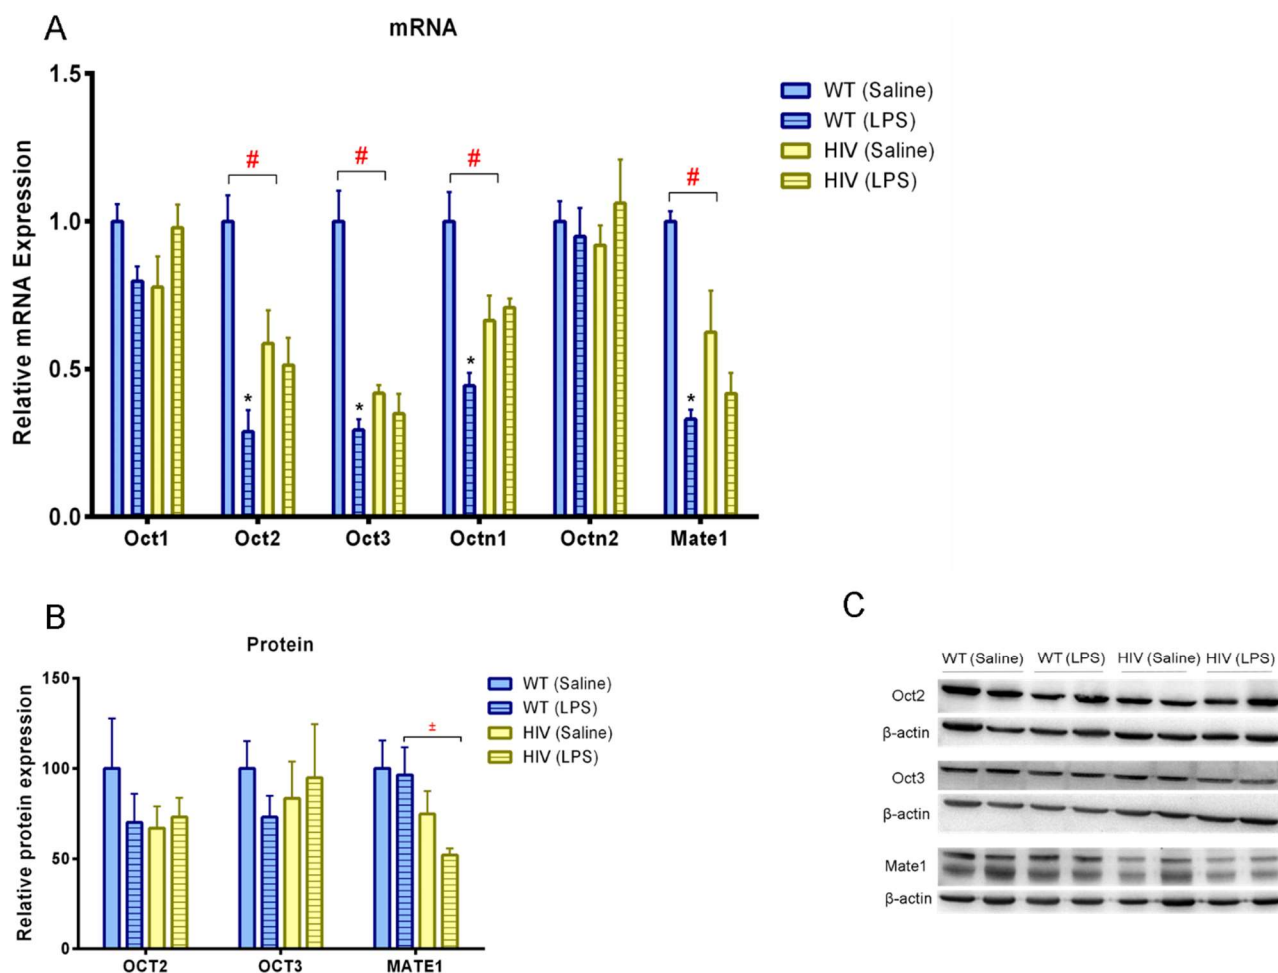 A
mRNA
1.5
1.0
0.5
0.0
Relative mRNA Expression
WT (Saline)
WT (LPS)
HIV (Saline)
HIV (LPS)
# # # #
* * * *
Oct1 Oct2 Oct3 Octn1 Octn2 Mate1
B
Protein
150
100
50
0
Relative protein expression
WT (Saline)
WT (LPS)
HIV (Saline)
HIV (LPS)
±
OCT2 OCT3 MATE1
C
WT (Saline) WT (LPS) HIV (Saline) HIV (LPS)
Oct2
β-actin
Oct3
β-actin
Mate1
β-actin